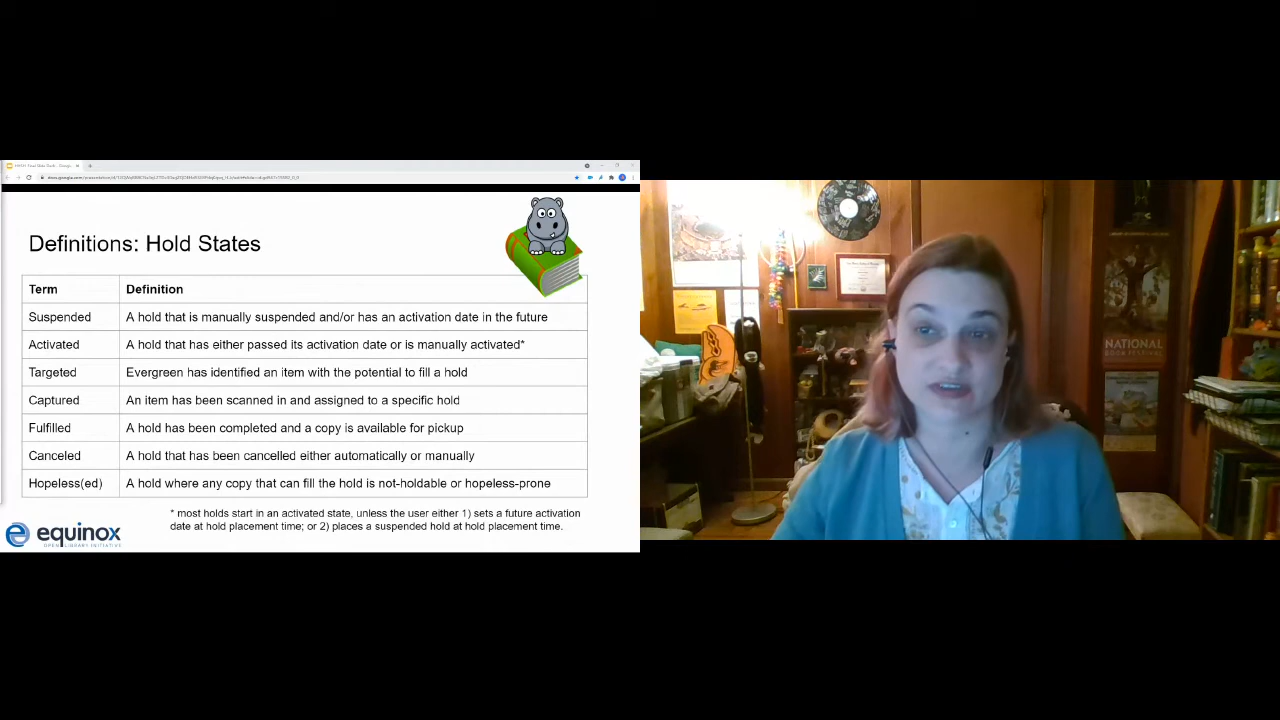 Definitions: Hold States
Term Definition
Suspended A hold that is manually suspended and/or has an activation date in the future
Activated A hold that has either passed its activation date or is manually activated*
Targeted Evergreen has identified an item with the potential to fill a hold
Captured An item has been scanned in and assigned to a specific hold
Fulfilled A hold has been completed and a copy is available for pickup
Canceled A hold that has been cancelled either automatically or manually
Hopeless(ed) A hold where any copy that can fill the hold is not-holdable or hopeless-prone
* most holds start in an activated state, unless the user either 1) sets a future activation
date at hold placement time; or 2) places a suspended hold at hold placement time.
equinox
OPEN LIBRARY INITIATIVE
NATIONAL
BOOK FESTIVAL